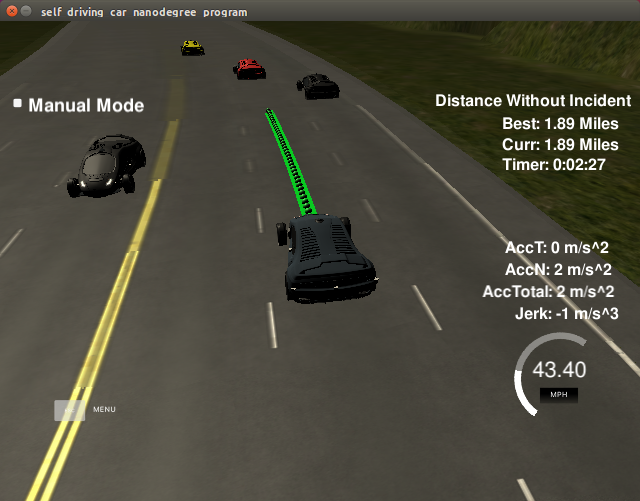 self driving car nanodegree program
Manual Mode
Distance Without Incident
Best: 1.89 Miles
Curr: 1.89 Miles
Timer: 0:02:27
AccT: 0 m/s^2
AccN: 2 m/s^2
AccTotal: 2 m/s^2
Jerk: -1 m/s^3
43.40
MPH
MENU